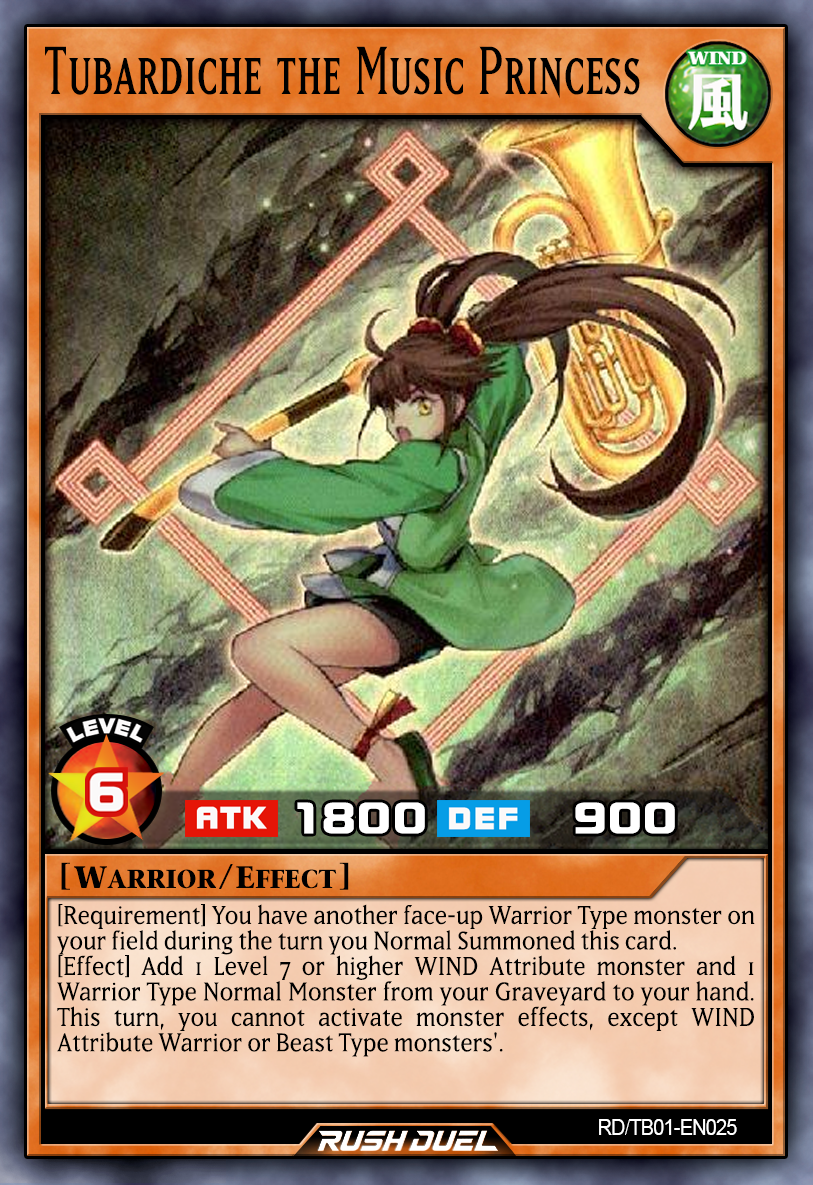 TUBARDICHE THE MUSIC PRINCESS
WIND
風
LEVEL
6
ATK 1800 DEF 900
[WARRIOR/EFFECT]
[Requirement] You have another face-up Warrior Type monster on
your field during the turn you Normal Summoned this card.
[Effect] Add 1 Level 7 or higher WIND Attribute monster and 1
Warrior Type Normal Monster from your Graveyard to your hand.
This turn, you cannot activate monster effects, except WIND
Attribute Warrior or Beast Type monsters'.
RD/TB01-EN025
RUSH DUEL